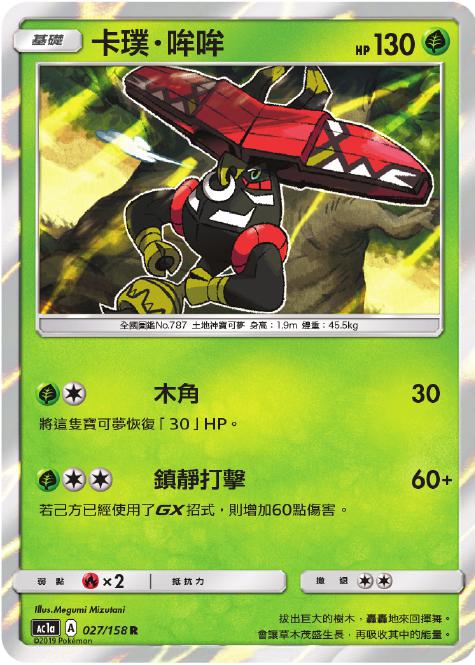 基礎 卡璞・哞哞 HP 130
全國圖鑑No.787 土地神寶可夢 身高：1.9m 體重：45.5kg
木角 30
將這隻寶可夢恢復「30」HP。
鎮靜打擊 60+
若己方已經使用了GX招式，則增加60點傷害。
弱點 ×2 抵抗力 撤退
Illus.Megumi Mizutani
AC1a A 027/158 R
©2019 Pokémon
拔出巨大的樹木，轟轟地來回揮舞。
會讓草木茂盛生長，再吸收其中的能量。